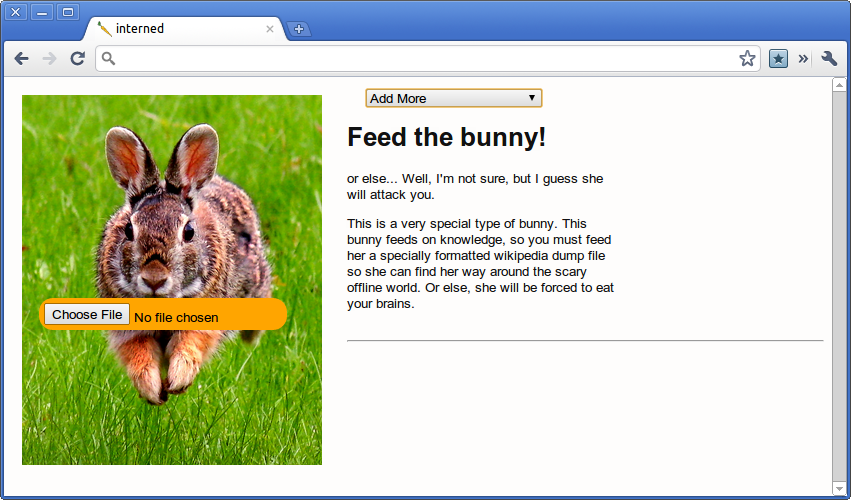 interned
Add More
Feed the bunny!
or else... Well, I'm not sure, but I guess she
will attack you.
This is a very special type of bunny. This
bunny feeds on knowledge, so you must feed
her a specially formatted wikipedia dump file
so she can find her way around the scary
offline world. Or else, she will be forced to eat
your brains.
Choose File No file chosen